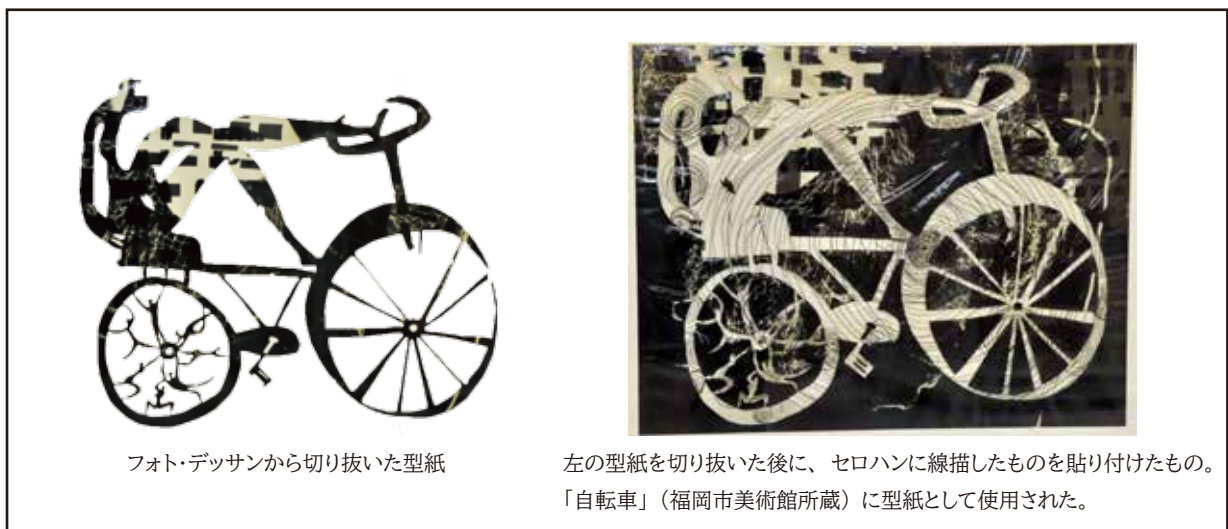 フォト・デッサンから切り抜いた型紙
左の型紙を切り抜いた後に、セロハンに線描したものを貼り付けたもの。
「自転車」（福岡市美術館所蔵）に型紙として使用された。